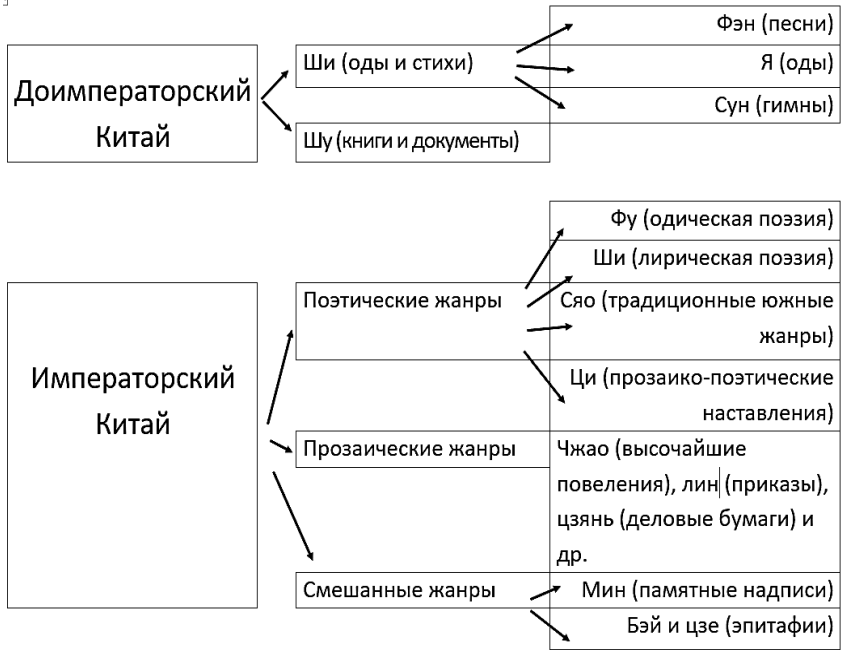 Доимператорский
Китай
Ши (оды и стихи)
Фэн (песни)
Я (оды)
Сун (гимны)
Шу (книги и документы)
Императорский
Китай
Поэтические жанры
Фу (одическая поэзия)
Ши (лирическая поэзия)
Сяо (традиционные южные
жанры)
Ци (прозаико-поэтические
наставления)
Прозаические жанры
Чжао (высочайшие
повеления), лин (приказы),
цзянь (деловые бумаги) и
др.
Смешанные жанры
Мин (памятные надписи)
Бэй и цзе (эпитафии)